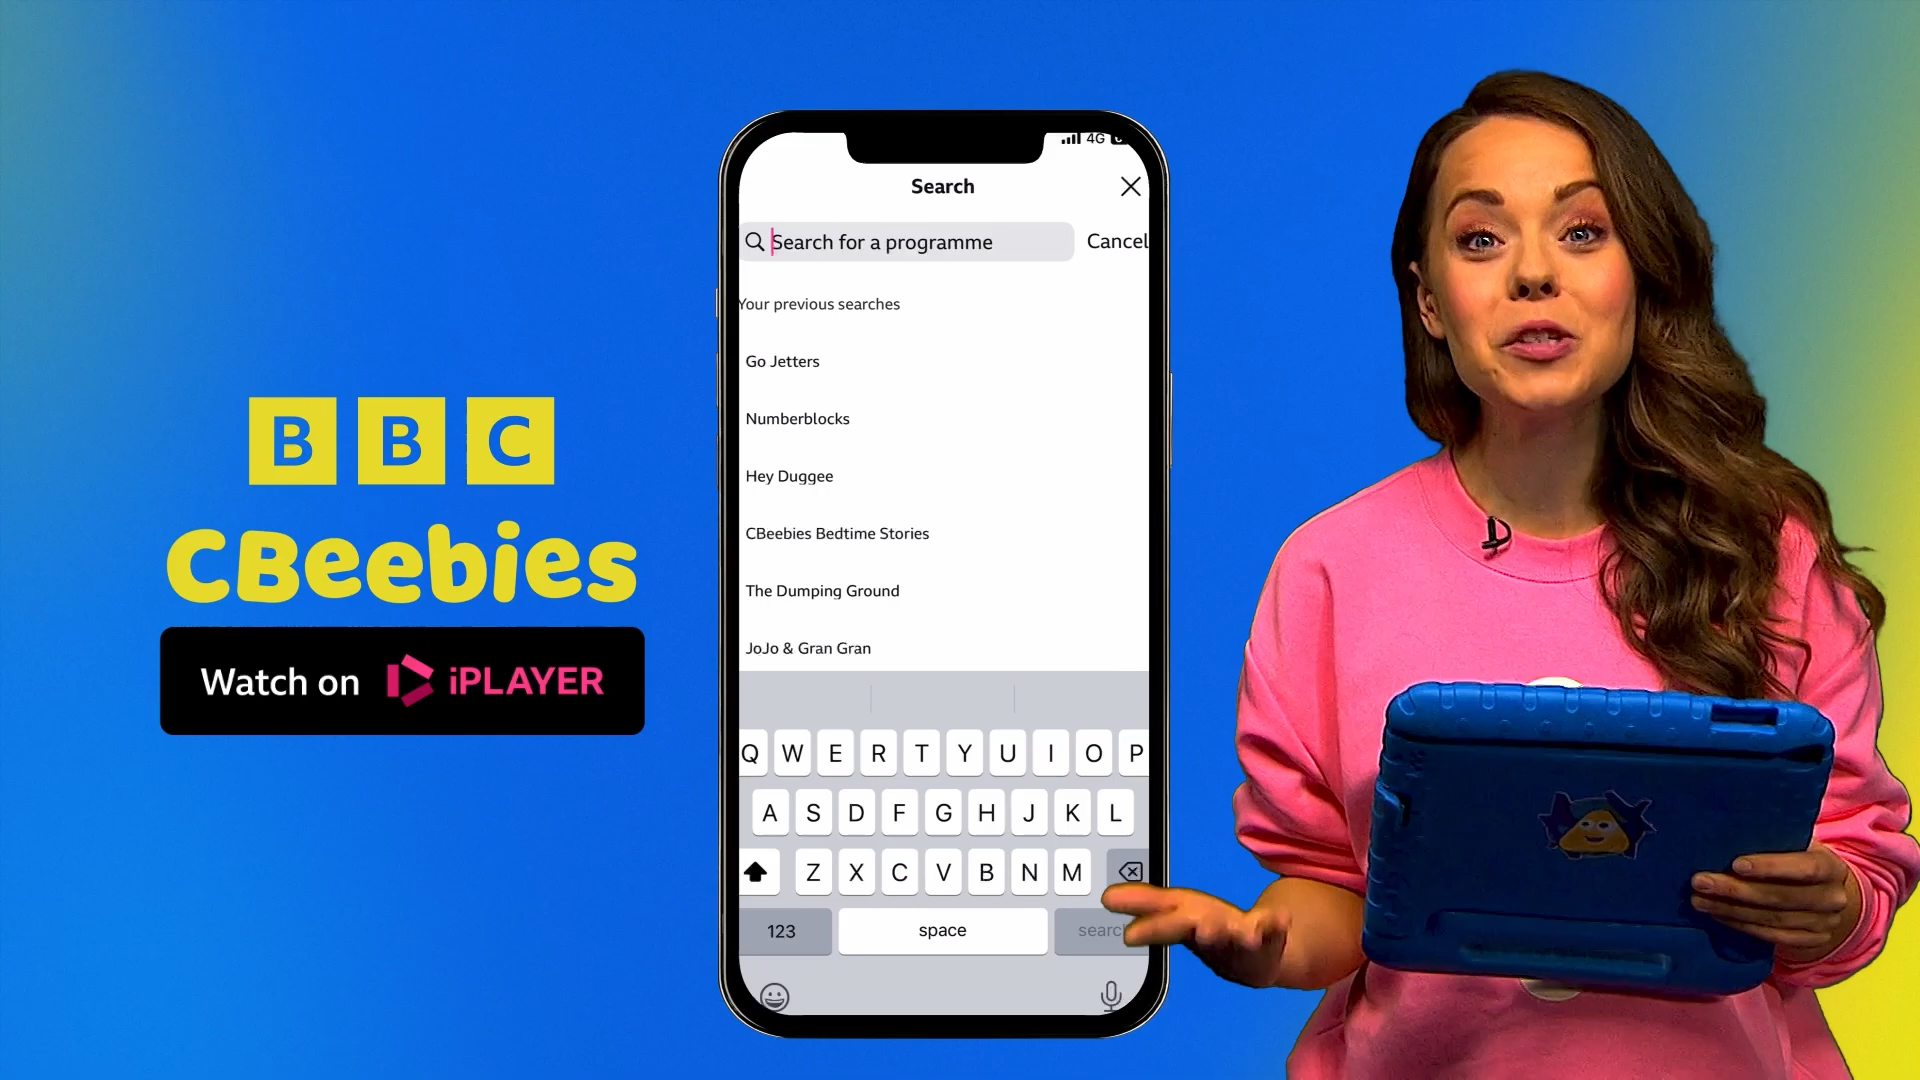 BBC
CBeebies
Watch on iPLAYER
4G
Search
Search for a programme
Cancel
Your previous searches
Go Jetters
Numberblocks
Hey Duggee
CBeebies Bedtime Stories
The Dumping Ground
JoJo & Gran Gran
Q W E R T Y U I O P
A S D F G H J K L
Z X C V B N M
123 space search